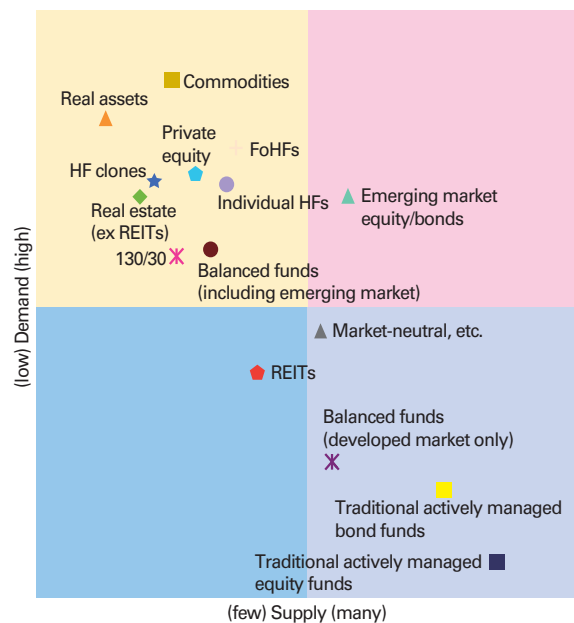 Commodities
Real assets
Private
equity
FoHFs
HF clones
Individual HFs
Emerging market
equity/bonds
Real estate
(ex REITs)
130/30
Balanced funds
(including emerging market)
Market-neutral, etc.
REITs
Balanced funds
(developed market only)
Traditional actively managed
bond funds
Traditional actively managed
equity funds
(low) Demand (high)
(few) Supply (many)